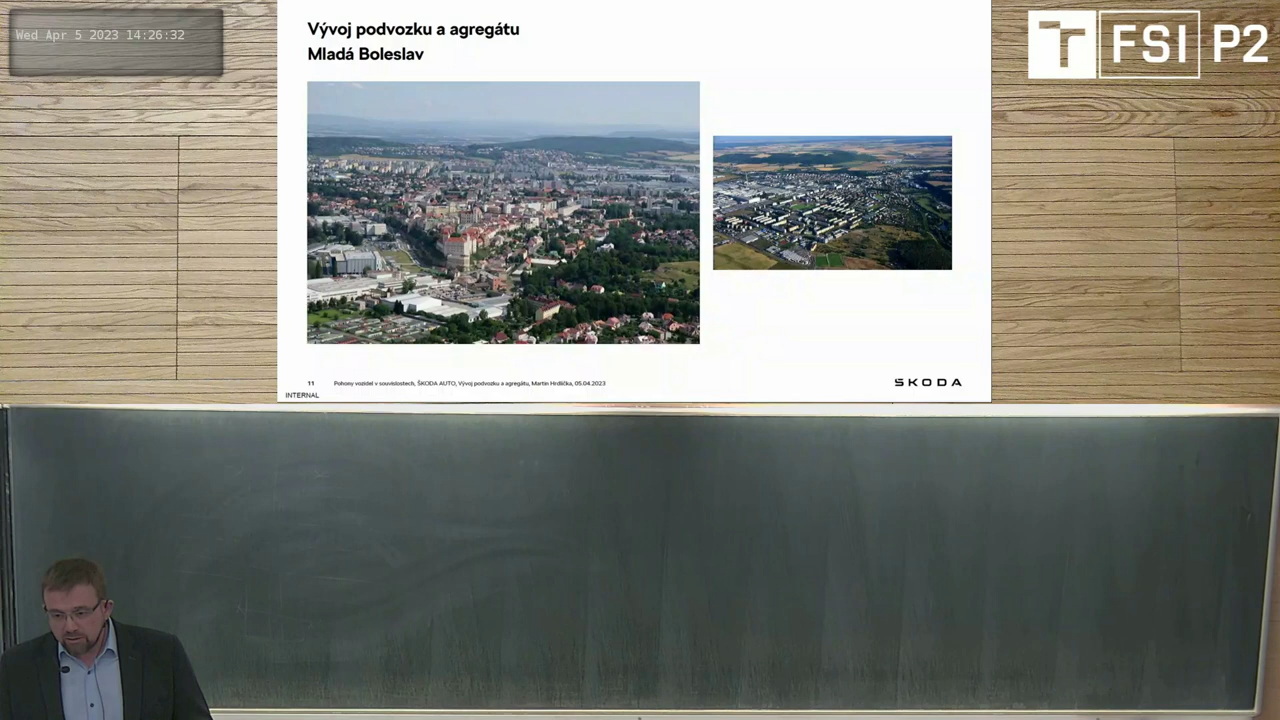 Wed Apr 5 2023 14:26:32
Vývoj podvozku a agregátu
Mladá Boleslav
FSI P2
11 Pohony vozidel v souvislostech, ŠKODA AUTO, Vývoj podvozku a agregátu, Martin Hrdlička, 05.04.2023
ŠKODA
INTERNAL